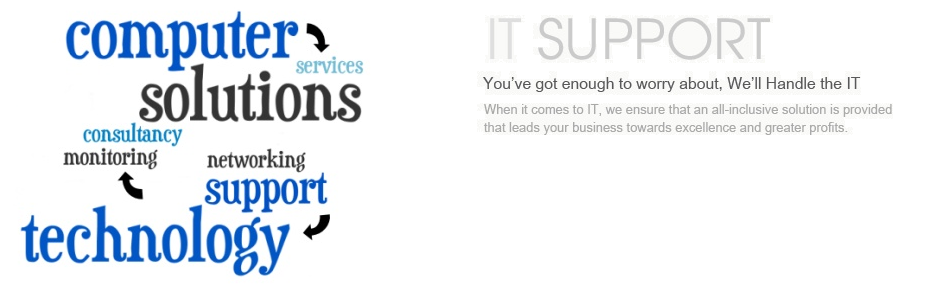 computer
services
solutions
consultancy
monitoring networking
support
technology
IT SUPPORT
You've got enough to worry about, We'll Handle the IT
When it comes to IT, we ensure that an all-inclusive solution is provided
that leads your business towards excellence and greater profits.